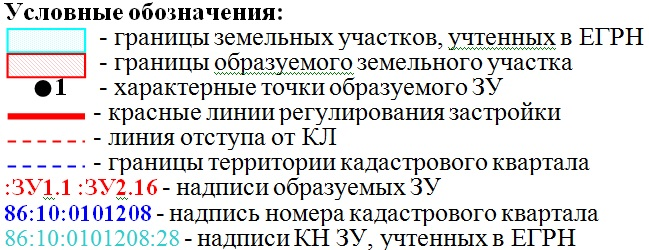 Условные обозначения:
- границы земельных участков, учтенных в ЕГРН
- границы образуемого земельного участка
1 - характерные точки образуемого ЗУ
- красные линии регулирования застройки
- линия отступа от КЛ
- границы территории кадастрового квартала
:ЗУ1.1 :ЗУ2.16 - надписи образуемых ЗУ
86:10:0101208 - надпись номера кадастрового квартала
86:10:0101208:28 - надписи КН ЗУ, учтенных в ЕГРН